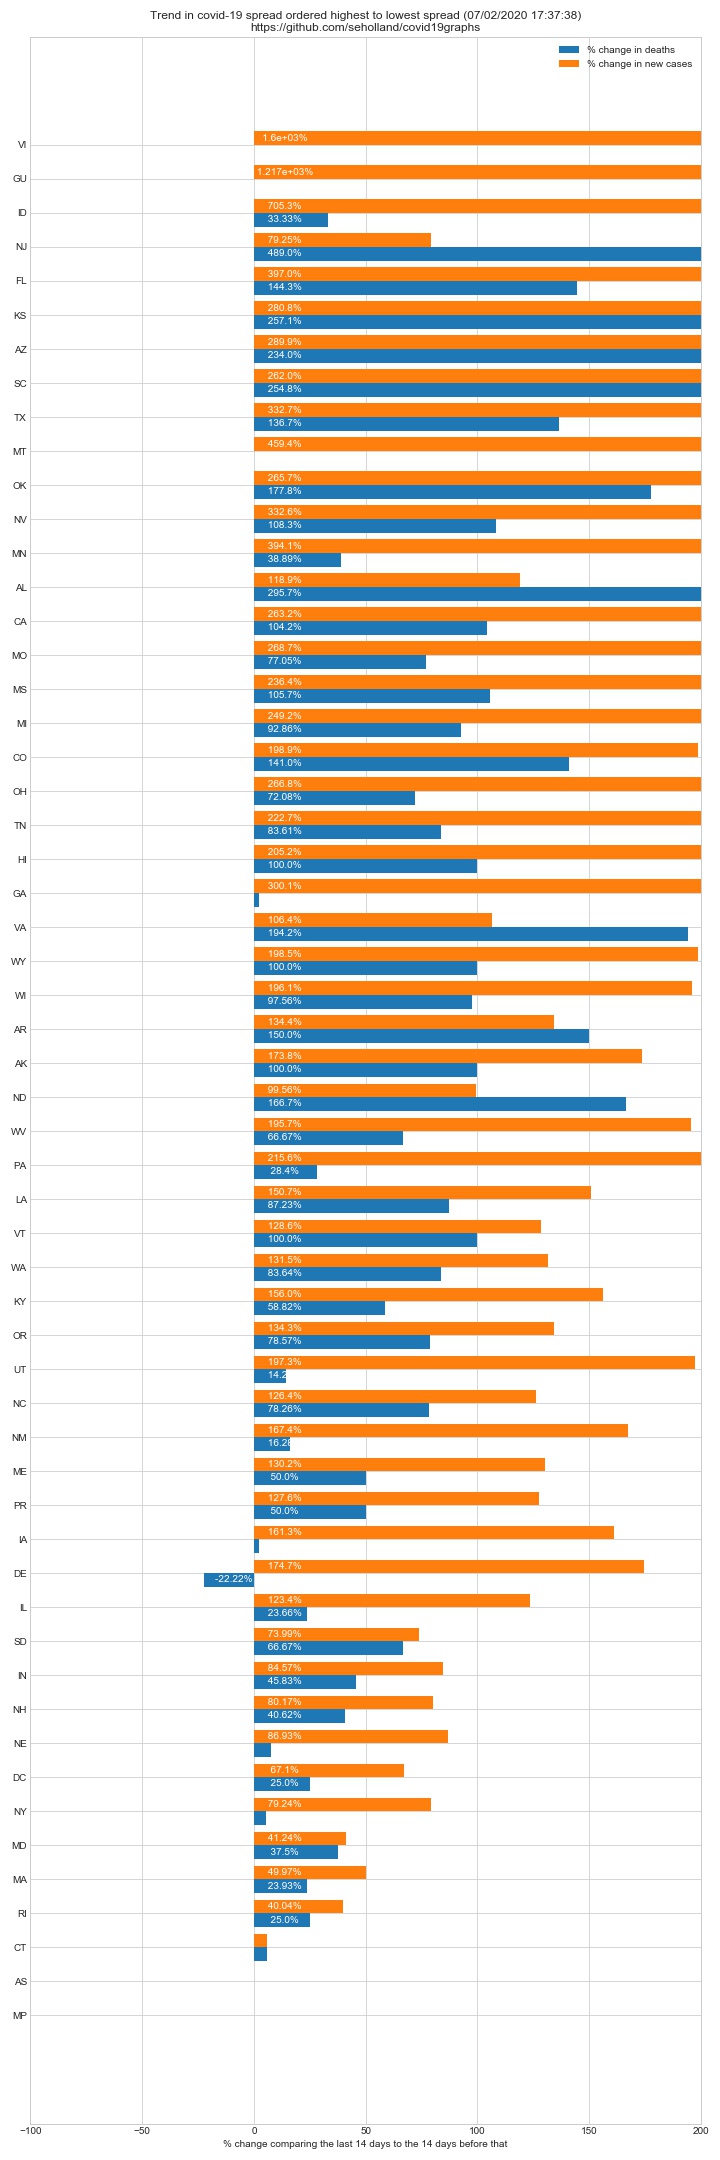 Trend in covid-19 spread ordered highest to lowest spread (07/02/2020 17:37:38)
https://github.com/seholland/covid19graphs
% change in deaths
% change in new cases
VI 1.6e+03%
GU 1.217e+03%
ID 705.3%
33.33%
NJ 79.25%
489.0%
FL 397.0%
144.3%
KS 280.8%
257.1%
AZ 289.9%
234.0%
SC 262.0%
254.8%
TX 332.7%
136.7%
MT 459.4%
OK 265.7%
177.8%
NV 332.6%
108.3%
MN 394.1%
38.89%
AL 118.9%
295.7%
CA 263.2%
104.2%
MO 268.7%
77.05%
MS 236.4%
105.7%
MI 249.2%
92.86%
CO 198.9%
141.0%
OH 266.8%
72.08%
TN 222.7%
83.61%
HI 205.2%
100.0%
GA 300.1%
VA 106.4%
194.2%
WY 198.5%
100.0%
WI 196.1%
97.56%
AR 134.4%
150.0%
AK 173.8%
100.0%
ND 99.56%
166.7%
WV 195.7%
66.67%
PA 215.6%
28.4%
LA 150.7%
87.23%
VT 128.6%
100.0%
WA 131.5%
83.64%
KY 156.0%
58.82%
OR 134.3%
78.57%
UT 197.3%
14.2
NC 126.4%
78.26%
NM 167.4%
16.28
ME 130.2%
50.0%
PR 127.6%
50.0%
IA 161.3%
DE 174.7%
-22.22%
IL 123.4%
23.66%
SD 73.99%
66.67%
IN 84.57%
45.83%
NH 80.17%
40.62%
NE 86.93%
DC 67.1%
25.0%
NY 79.24%
MD 41.24%
37.5%
MA 49.97%
23.93%
RI 40.04%
25.0%
CT
AS
MP
−100 −50 0 50 100 150 200
% change comparing the last 14 days to the 14 days before that